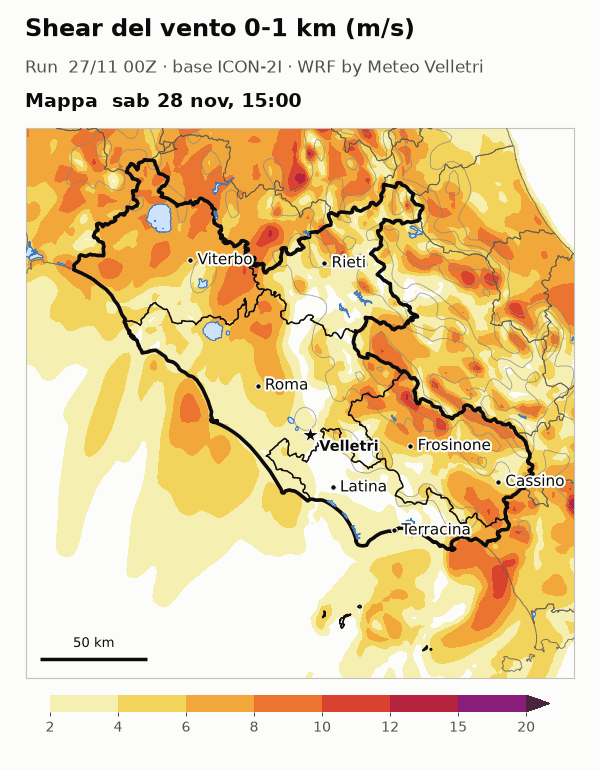 Shear del vento 0-1 km (m/s)
Run  27/11 00Z · base ICON-2I · WRF by Meteo Velletri
Mappa  sab 28 nov, 15:00
Viterbo
Rieti
Roma
Velletri
Frosinone
Cassino
Latina
Terracina
50 km
2 4 6 8 10 12 15 20